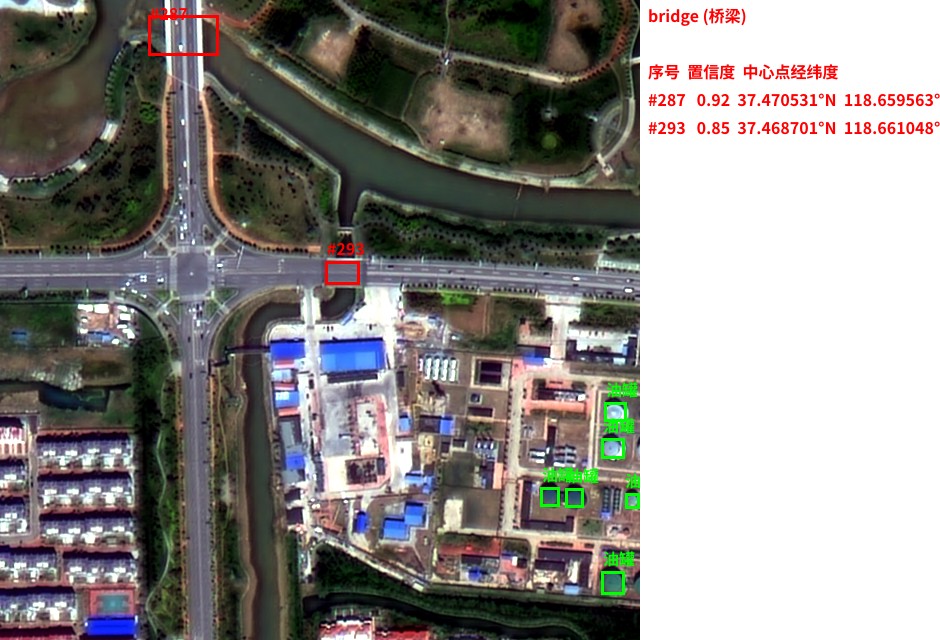 bridge (桥梁)
序号 置信度 中心点经纬度
#287 0.92 37.470531°N 118.659563°
#293 0.85 37.468701°N 118.661048°
#287
#293
油罐
油罐
油罐
油罐